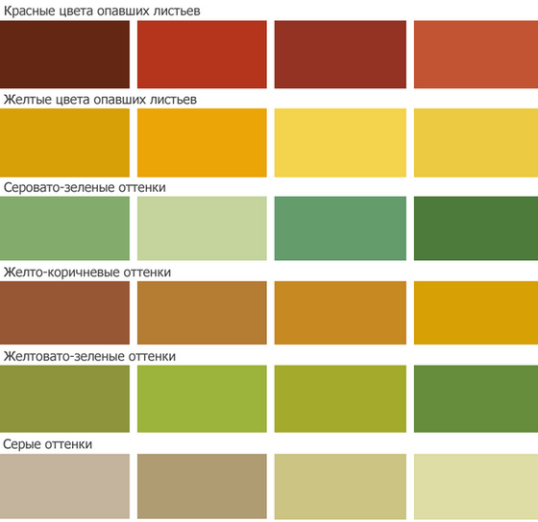 Красные цвета опавших листьев
Желтые цвета опавших листьев
Серовато-зеленые оттенки
Желто-коричневые оттенки
Желтовато-зеленые оттенки
Серые оттенки